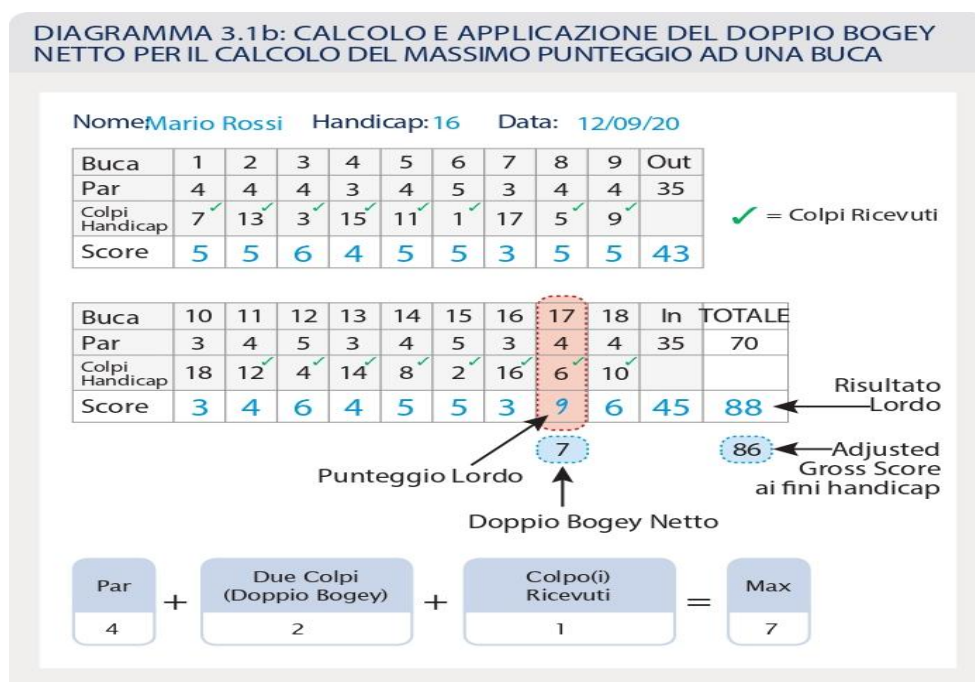 DIAGRAMMA 3.1b: CALCOLO E APPLICAZIONE DEL DOPPIO BOGEY
NETTO PER IL CALCOLO DEL MASSIMO PUNTEGGIO AD UNA BUCA
Nome: Mario Rossi Handicap: 16 Data: 12/09/20
Buca 1 2 3 4 5 6 7 8 9 Out
Par 4 4 4 3 4 5 3 4 4 35
Colpi
Handicap 7 13 3 15 11 1 17 5 9
✓ = Colpi Ricevuti
Score 5 5 6 4 5 5 3 5 5 43
Buca 10 11 12 13 14 15 16 17 18 In TOTALE
Par 3 4 5 3 4 5 3 4 4 35 70
Colpi
Handicap 18 12 4 14 8 2 16 6 10
Score 3 4 6 4 5 5 3 9 6 45 88
Risultato
Lordo
7
86
Adjusted
Gross Score
ai fini handicap
Punteggio Lordo
Doppio Bogey Netto
Par + Due Colpi
(Doppio Bogey) + Colpo(i)
Ricevuti = Max
4 2 1 7